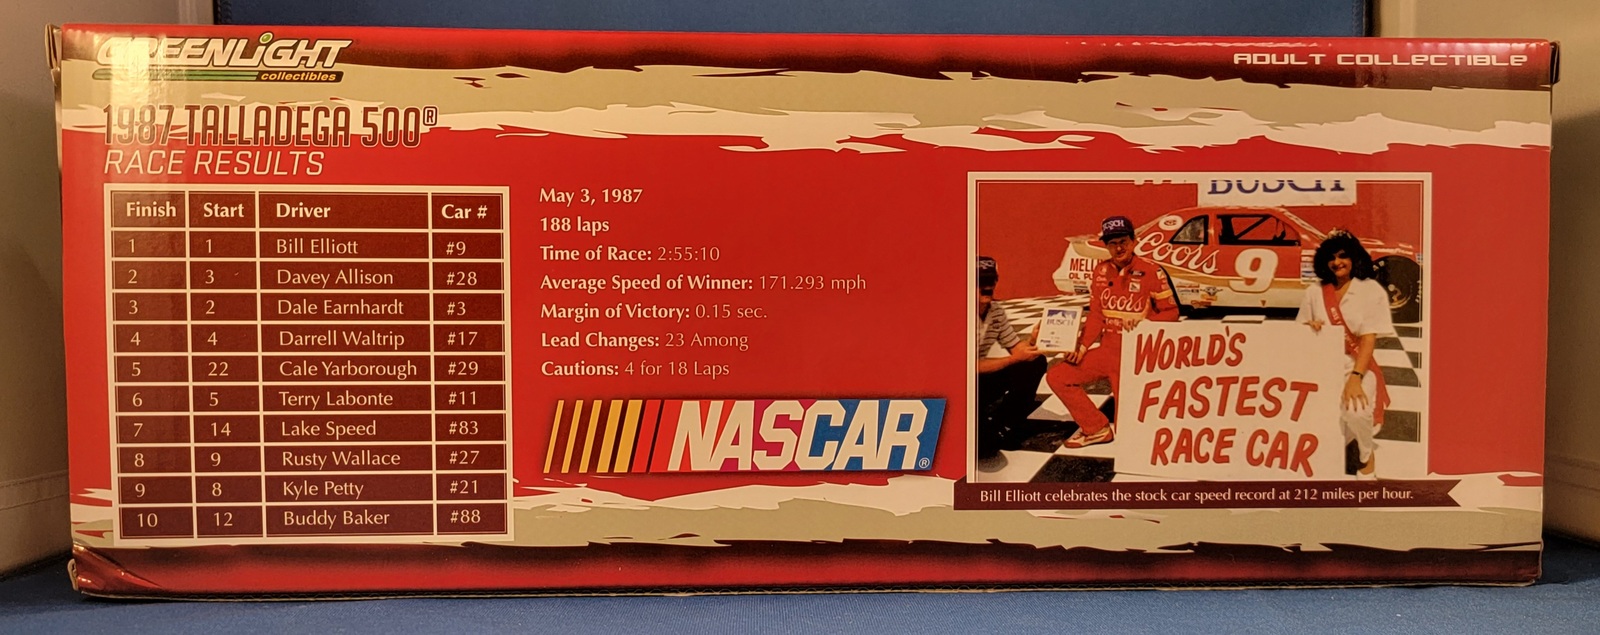 GREENLiGHT
collectibles
ADULT COLLECTIBLE
1987 TALLADEGA 500®
RACE RESULTS
Finish Start Driver Car #
1 1 Bill Elliott #9
2 3 Davey Allison #28
3 2 Dale Earnhardt #3
4 4 Darrell Waltrip #17
5 22 Cale Yarborough #29
6 5 Terry Labonte #11
7 14 Lake Speed #83
8 9 Rusty Wallace #27
9 8 Kyle Petty #21
10 12 Buddy Baker #88
May 3, 1987
188 laps
Time of Race: 2:55:10
Average Speed of Winner: 171.293 mph
Margin of Victory: 0.15 sec.
Lead Changes: 23 Among
Cautions: 4 for 18 Laps
NASCAR®
BUSCH
Coors 9
Coors
BUSCH
WORLD'S
FASTEST
RACE CAR
Bill Elliott celebrates the stock car speed record at 212 miles per hour.